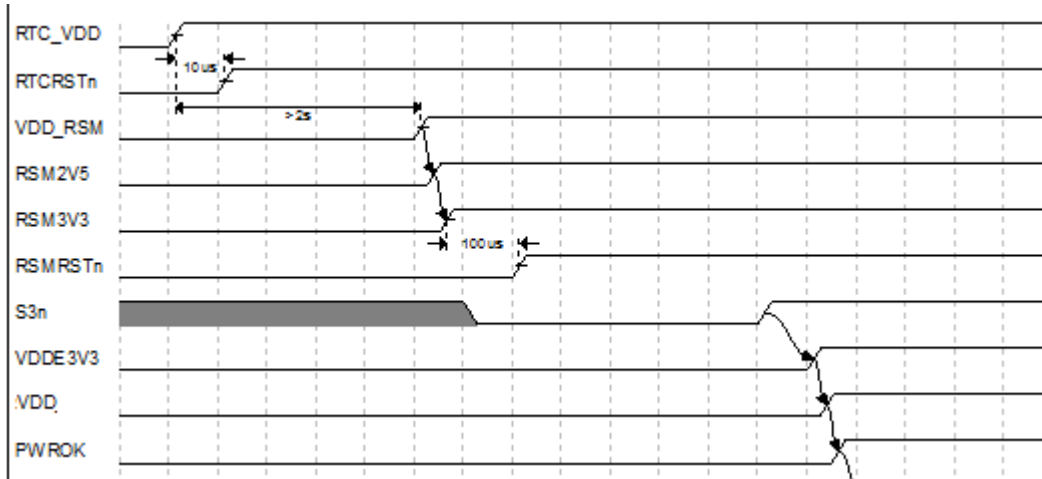 RTC_VDD
10us
RTCRSTn
>2s
VDD_RSM
RSM2V5
RSM3V3
100us
RSMRSTn
S3n
VDDE3V3
VDD
PWROK